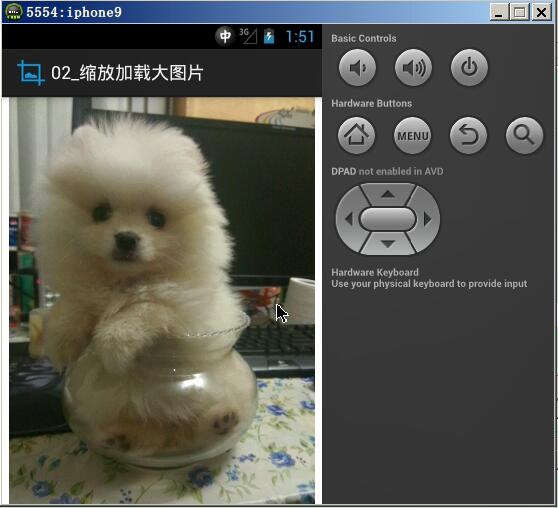 5554:iphone9
中 3G 1:51
02_缩放加载大图片
Basic Controls
Hardware Buttons
MENU
DPAD not enabled in AVD
Hardware Keyboard
Use your physical keyboard to provide input